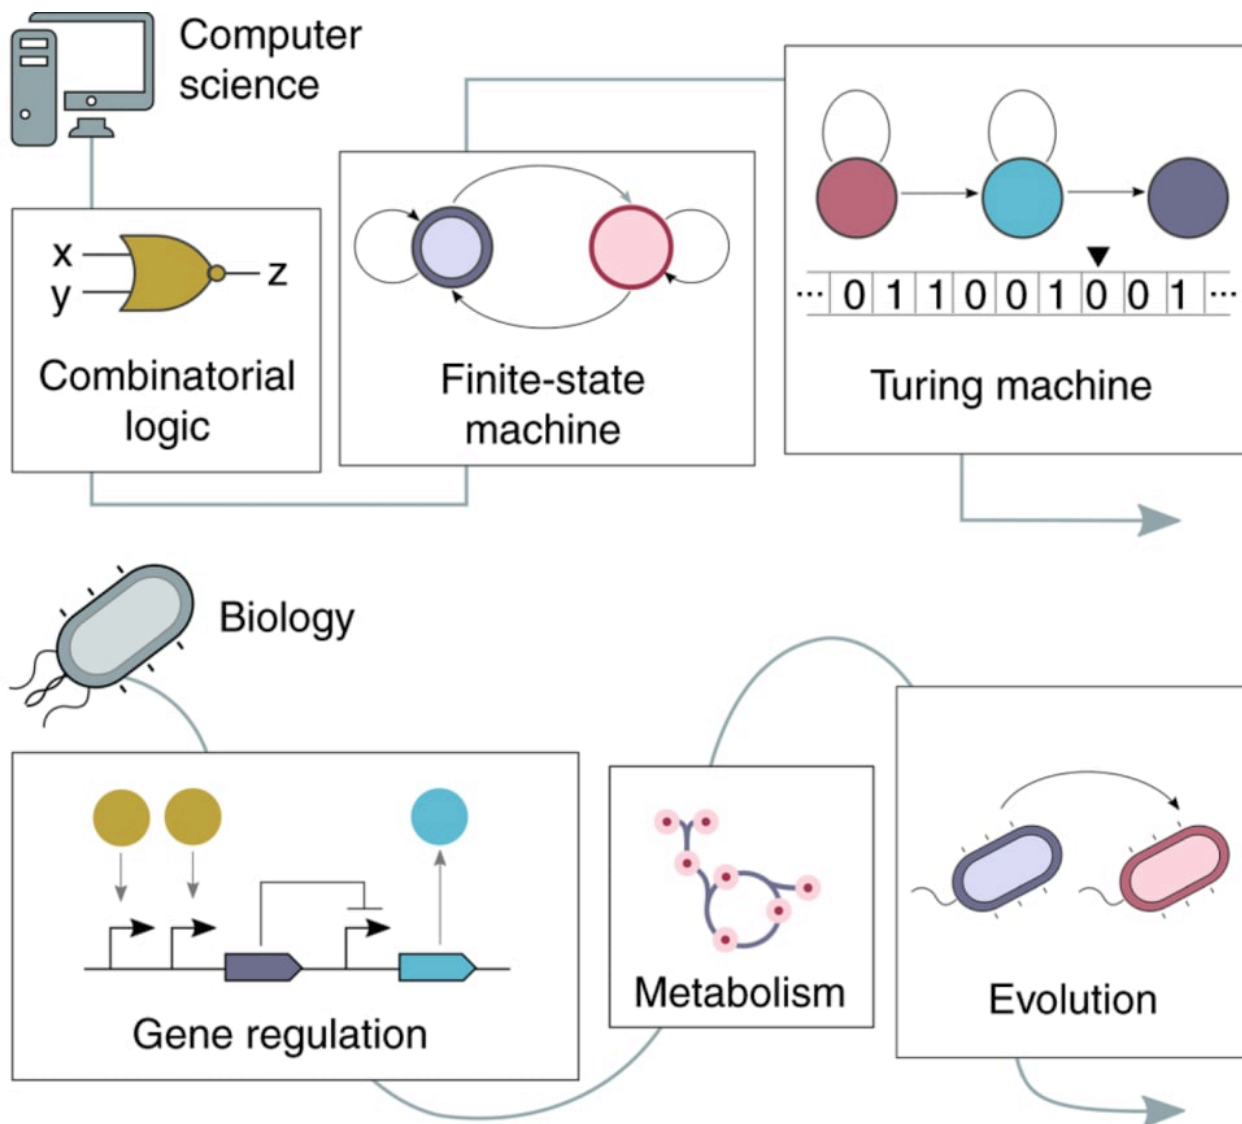 Computer
science
x
y
z
Combinatorial
logic
Finite-state
machine
... 0 1 1 0 0 1 0 0 1 ...
Turing machine
Biology
Gene regulation
Metabolism
Evolution